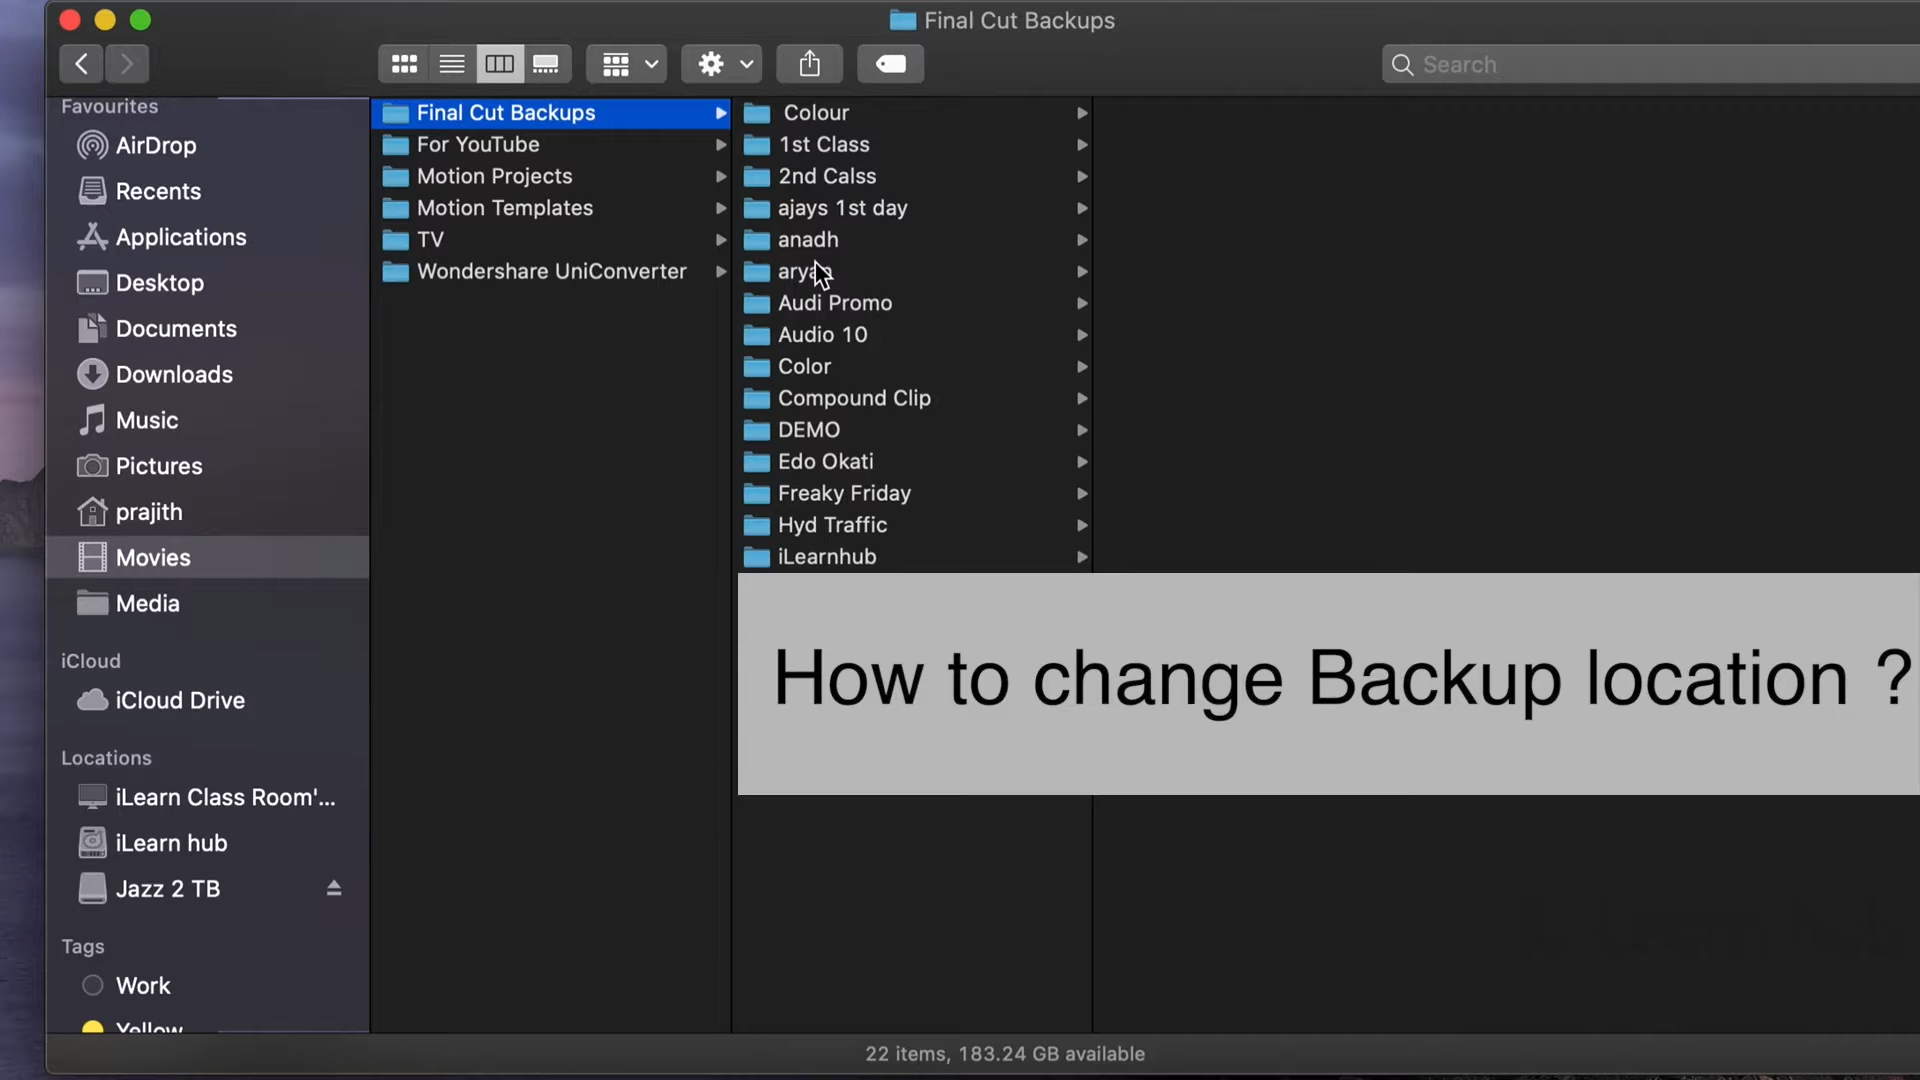 Final Cut Backups
Search
Favourites
AirDrop
Recents
Applications
Desktop
Documents
Downloads
Music
Pictures
prajith
Movies
Media
iCloud
iCloud Drive
Locations
iLearn Class Room'...
iLearn hub
Jazz 2 TB
Tags
Work
Yellow
Final Cut Backups
For YouTube
Motion Projects
Motion Templates
TV
Wondershare UniConverter
Colour
1st Class
2nd Calss
ajays 1st day
anadh
Audi Promo
Audio 10
Color
Compound Clip
DEMO
Edo Okati
Freaky Friday
Hyd Traffic
iLearnhub
How to change Backup location ?
22 items, 183.24 GB available